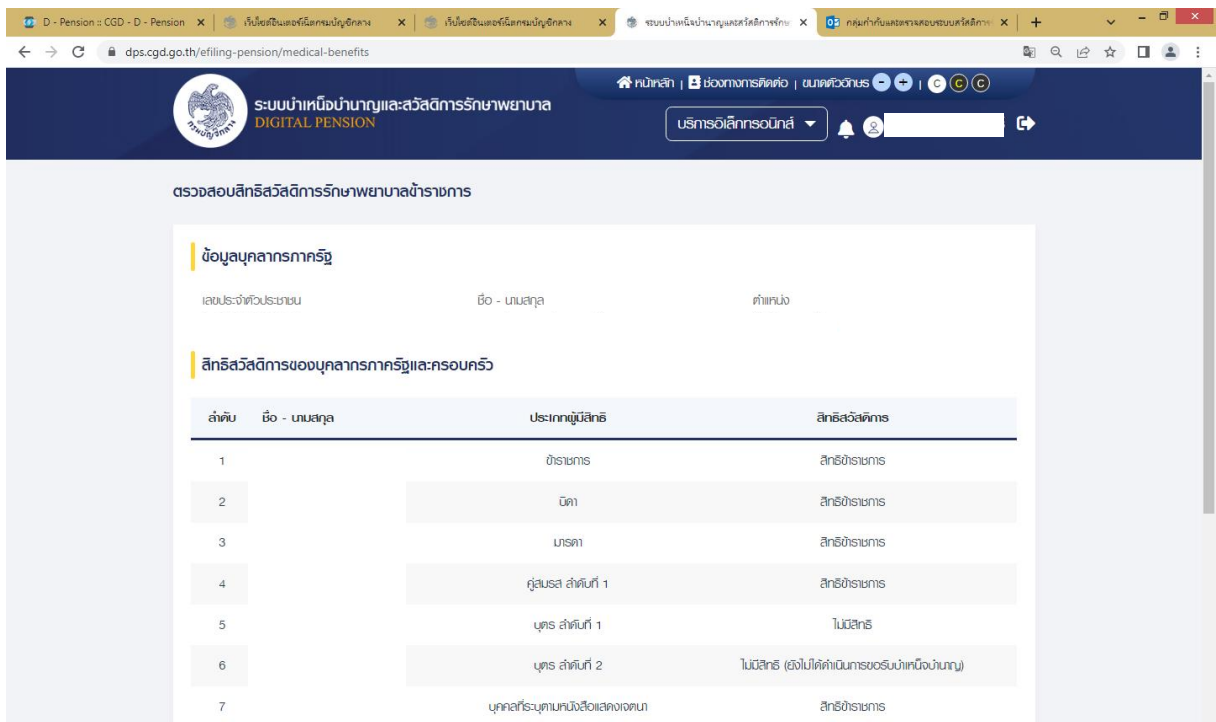 D - Pension :: CGD - D - Pension
เว็บไซต์อินเตอร์เน็ตกรมบัญชีกลาง
เว็บไซต์อินเตอร์เน็ตกรมบัญชีกลาง
ระบบบำเหน็จบำนาญและสวัสดิการรักษ
กลุ่มกำกับและตรวจสอบระบบสวัสดิการ
dps.cgd.go.th/efiling-pension/medical-benefits
หน้าหลัก | ช่องทางการติดต่อ | ขนาดตัวอักษร - + | C C C
ระบบบำเหน็จบำนาญและสวัสดิการรักษาพยาบาล
DIGITAL PENSION
บริการอิเล็กทรอนิกส์
กรมบัญชีกลาง
ตรวจสอบสิทธิสวัสดิการรักษาพยาบาลข้าราชการ
ข้อมูลบุคลากรภาครัฐ
เลขประจำตัวประชาชน ชื่อ - นามสกุล ตำแหน่ง
สิทธิสวัสดิการของบุคลากรภาครัฐและครอบครัว
ลำดับ ชื่อ - นามสกุล ประเภทผู้มีสิทธิ สิทธิสวัสดิการ
1 ข้าราชการ สิทธิข้าราชการ
2 บิดา สิทธิข้าราชการ
3 มารดา สิทธิข้าราชการ
4 คู่สมรส ลำดับที่ 1 สิทธิข้าราชการ
5 บุตร ลำดับที่ 1 ไม่มีสิทธิ
6 บุตร ลำดับที่ 2 ไม่มีสิทธิ (ยังไม่ได้ดำเนินการขอรับบำเหน็จบำนาญ)
7 บุคคลที่ระบุตามหนังสือแสดงเจตนา สิทธิข้าราชการ